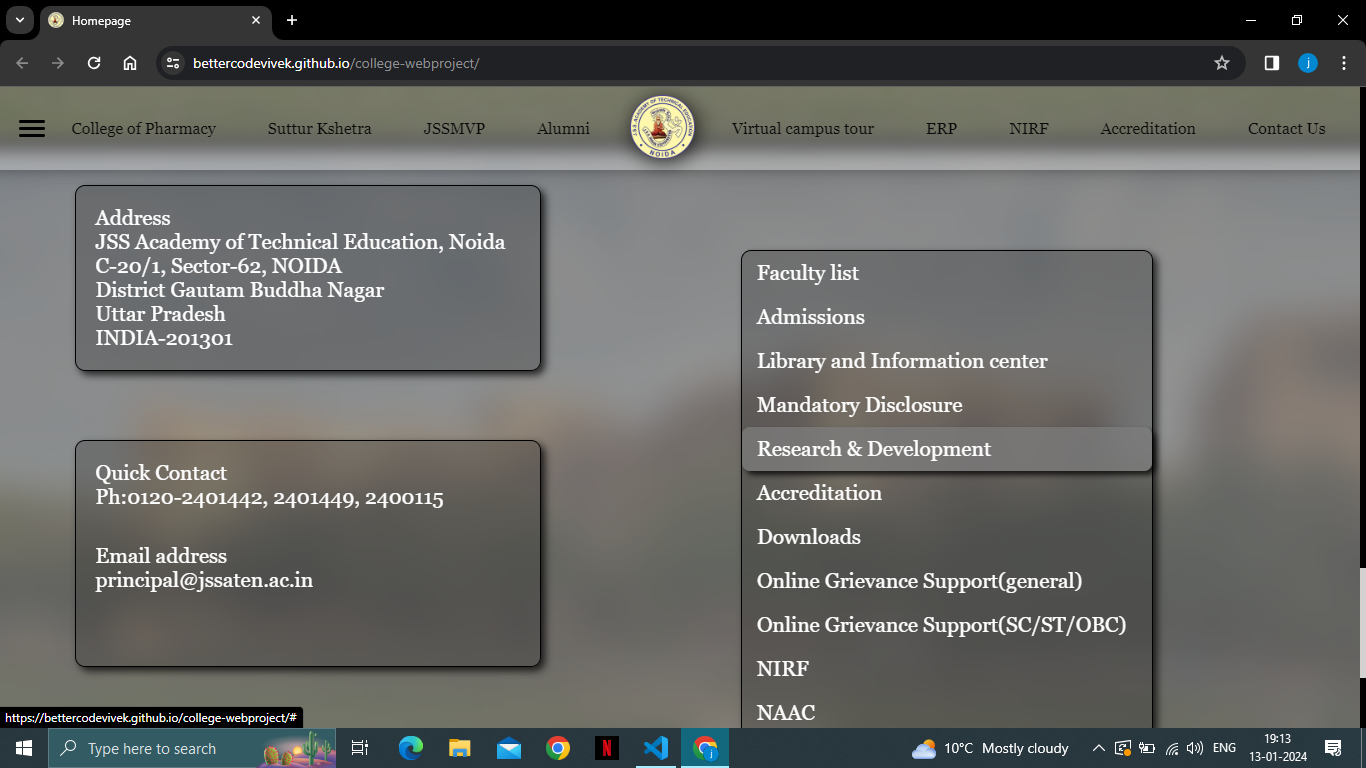 Homepage
bettercodevivek.github.io/college-webproject/
j
College of Pharmacy
Suttur Kshetra
JSSMVP
Alumni
JSS ACADEMY OF TECHNICAL EDUCATION
NOIDA
Virtual campus tour
ERP
NIRF
Accreditation
Contact Us
Address
JSS Academy of Technical Education, Noida
C-20/1, Sector-62, NOIDA
District Gautam Buddha Nagar
Uttar Pradesh
INDIA-201301
Quick Contact
Ph:0120-2401442, 2401449, 2400115
Email address
principal@jssaten.ac.in
Faculty list
Admissions
Library and Information center
Mandatory Disclosure
Research & Development
Accreditation
Downloads
Online Grievance Support(general)
Online Grievance Support(SC/ST/OBC)
NIRF
NAAC
https://bettercodevivek.github.io/college-webproject/#
Type here to search
N
j
10°C Mostly cloudy
ENG
19:13
13-01-2024